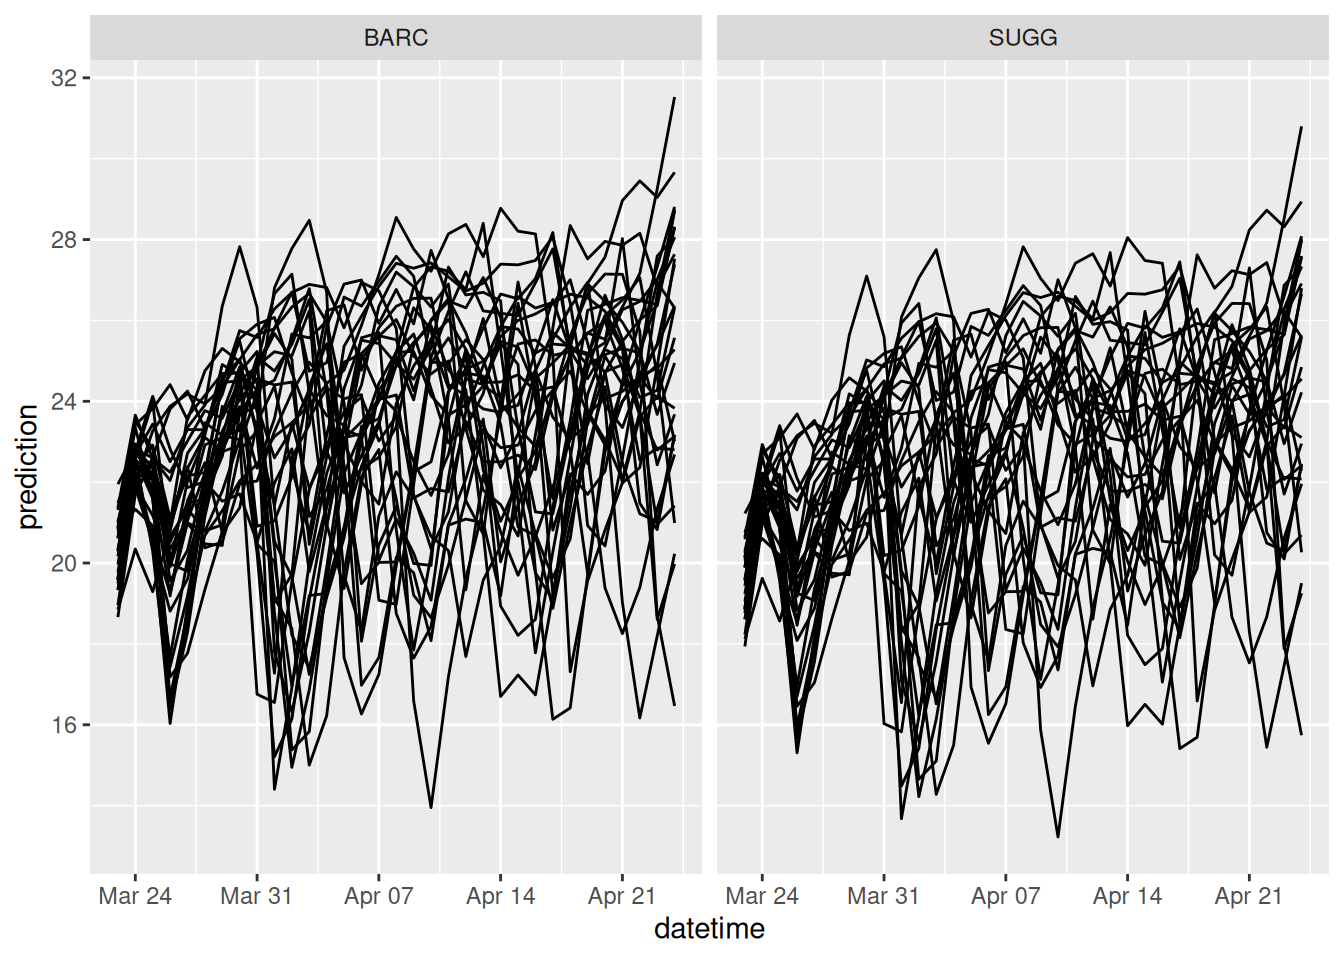 BARC SUGG
32
28
24
20
16
prediction
Mar 24 Mar 31 Apr 07 Apr 14 Apr 21 Mar 24 Mar 31 Apr 07 Apr 14 Apr 21
datetime